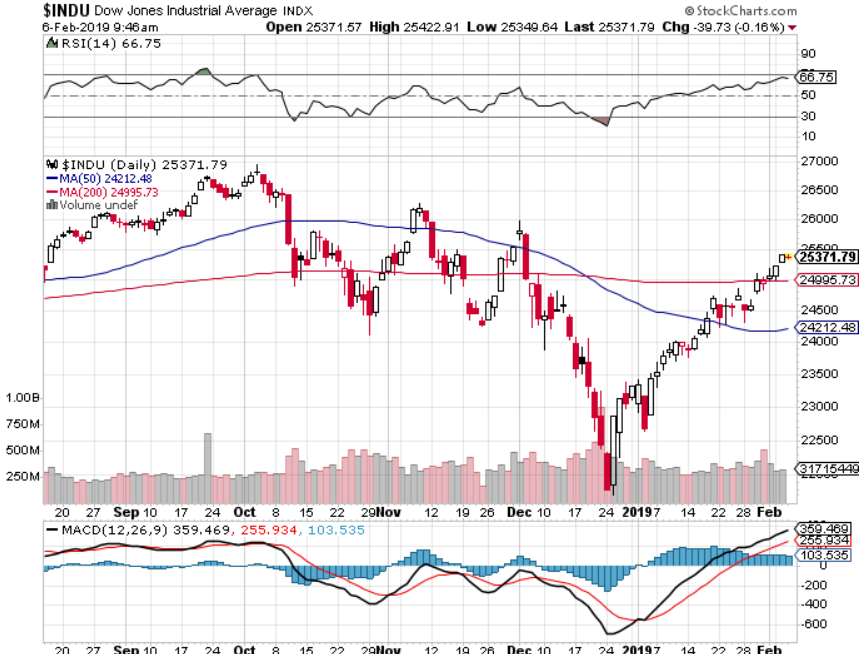 $INDU Dow Jones Industrial Average INDX @StockCharts.com
6-Feb-2019 9:46am Open 25371.57 High 25422.91 Low 25349.64 Last 25371.79 Chg -39.73 (-0.16%)
RSI(14) 66.75
90
66.75
50
30
10
$INDU (Daily) 25371.79
MA(50) 24212.48
MA(200) 24995.73
Volume undef
27000
26500
26000
25500
25371.79
24995.73
24500
24212.48
24000
23500
23000
22500
1.00B
750M
500M
250M
31715449
20 27 Sep 10 17 24 Oct 8 15 22 29 Nov 12 19 26 Dec 10 17 24 2019 7 14 22 28 Feb
MACD(12,26,9) 359.469, 255.934, 103.535
359.469
255.934
103.535
0
-200
-400
-600
20 27 Sep 10 17 24 Oct 8 15 22 29 Nov 12 19 26 Dec 10 17 24 2019 7 14 22 28 Feb